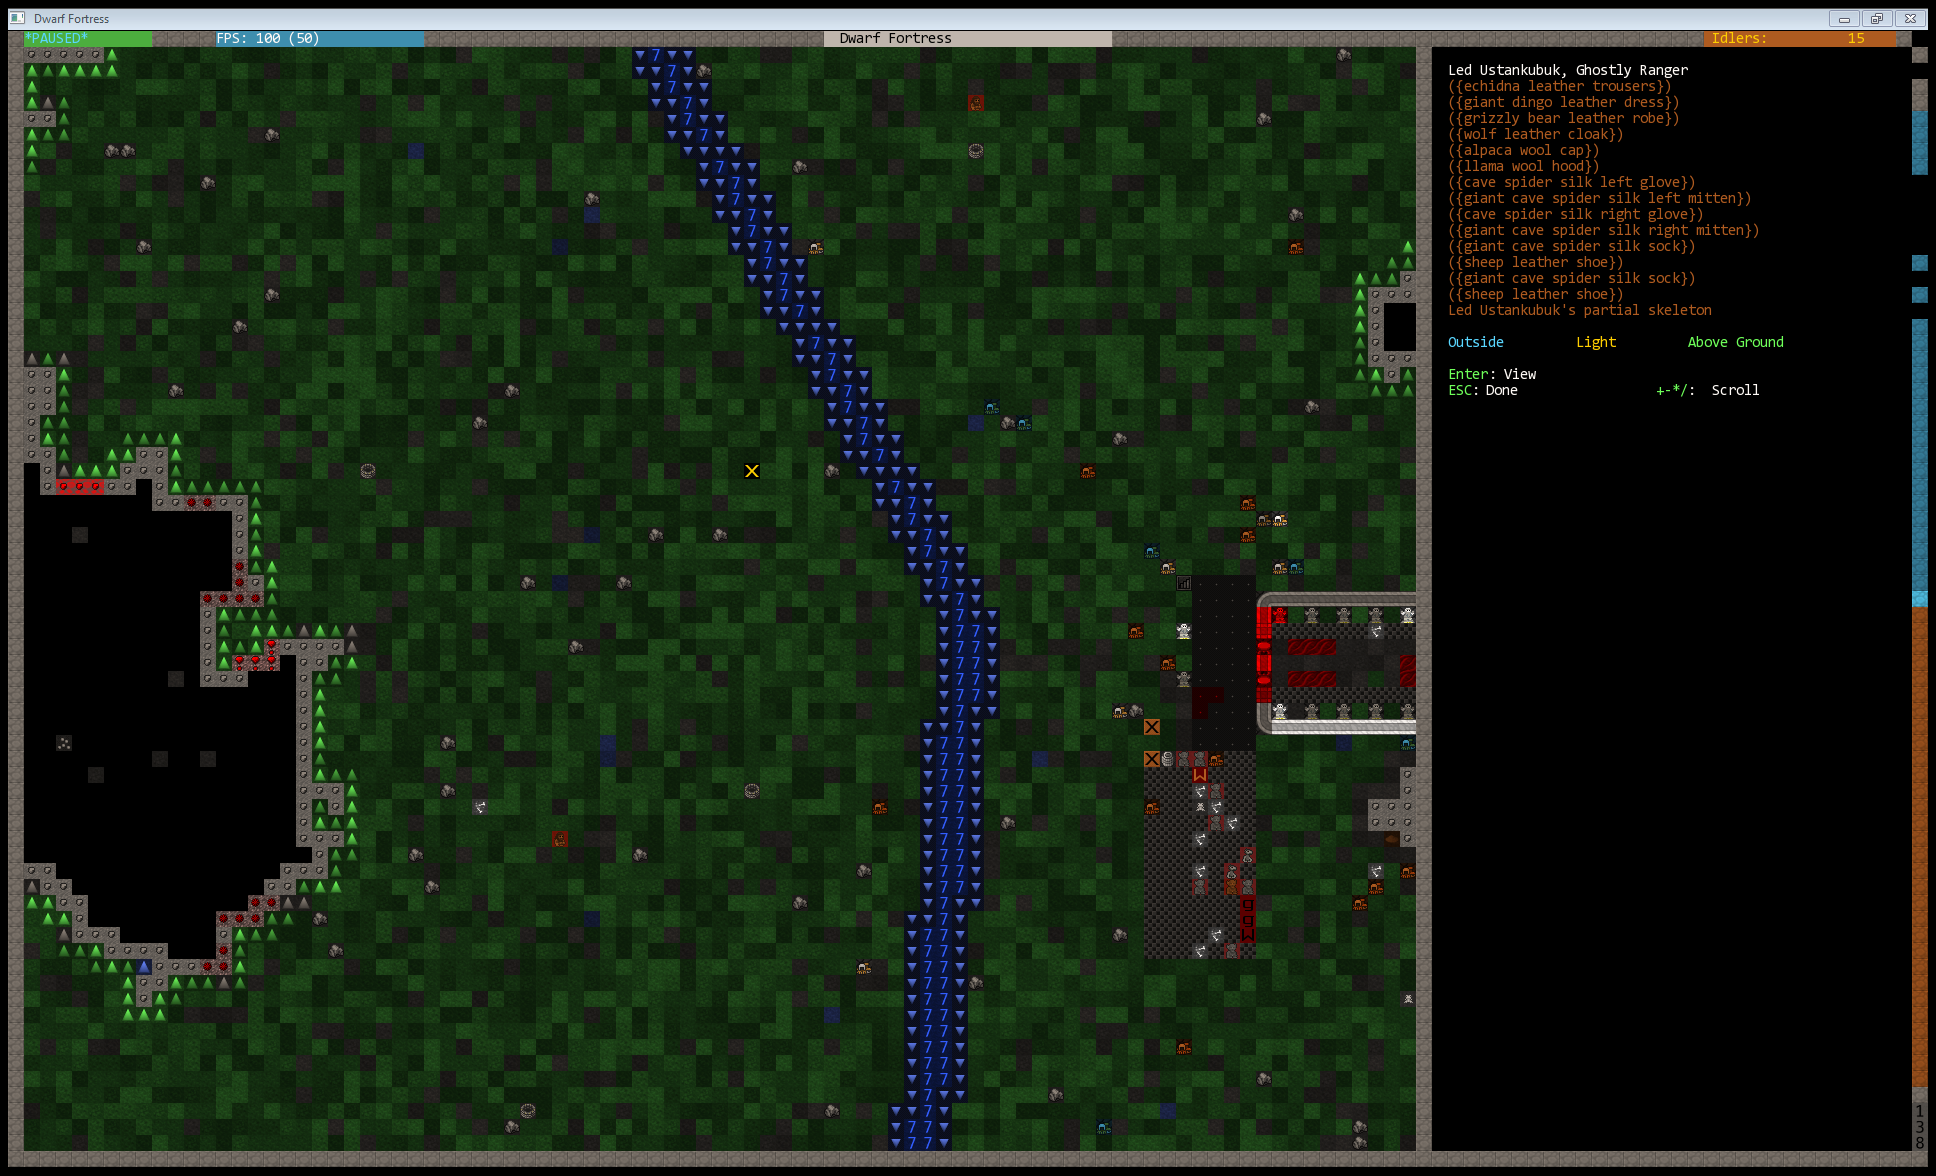 Dwarf Fortress
*PAUSED* FPS: 100 (50) Dwarf Fortress Idlers: 15
Led Ustankubuk, Ghostly Ranger
({echidna leather trousers})
({giant dingo leather dress})
({grizzly bear leather robe})
({wolf leather cloak})
({alpaca wool cap})
({llama wool hood})
({cave spider silk left glove})
({giant cave spider silk left mitten})
({cave spider silk right glove})
({giant cave spider silk right mitten})
({giant cave spider silk sock})
({sheep leather shoe})
({giant cave spider silk sock})
({sheep leather shoe})
Led Ustankubuk's partial skeleton
Outside Light Above Ground
Enter: View
ESC: Done +-*/: Scroll
138